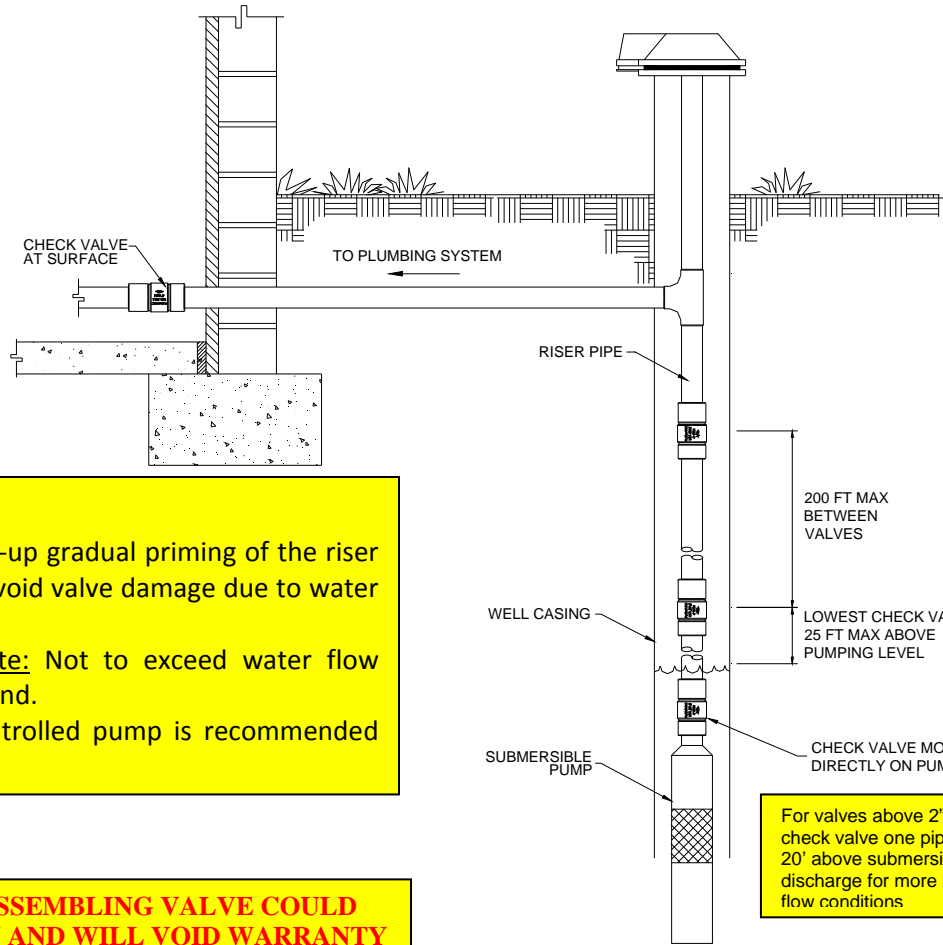 CHECK VALVE
AT SURFACE
TO PLUMBING SYSTEM
RISER PIPE
200 FT MAX
BETWEEN
VALVES
-up gradual priming of the riser
void valve damage due to water
te: Not to exceed water flow
nd.
trolled pump is recommended
WELL CASING
LOWEST CHECK VA
25 FT MAX ABOVE
PUMPING LEVEL
SUBMERSIBLE
PUMP
CHECK VALVE MO
DIRECTLY ON PUM
For valves above 2"
check valve one pip
20' above submersi
discharge for more
flow conditions
SSEMBLING VALVE COULD
AND WILL VOID WARRANTY